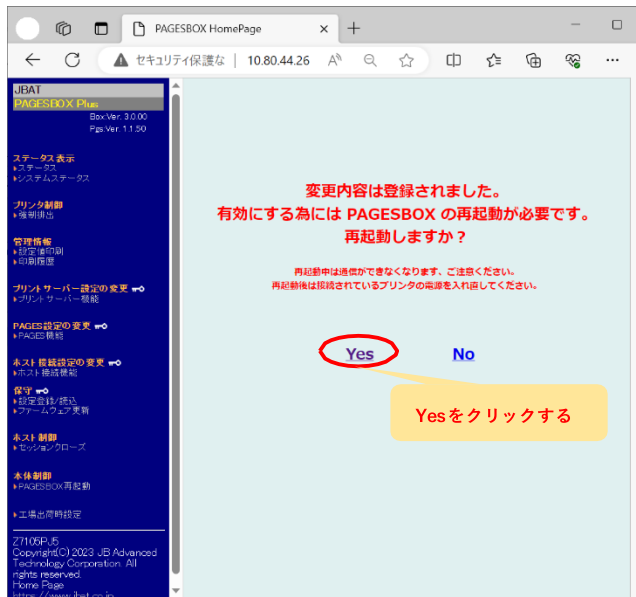 PAGESBOX HomePage
セキュリティ保護な
10.80.44.26
JBAT
PAGESBOX Plus
Box:Ver. 3.0.00
Pgs:Ver. 1.1.50
ステータス表示
ステータス
システムステータス
プリンタ制御
強制排出
管理情報
設定値印刷
印刷履歴
プリントサーバー設定の変更
プリントサーバー機能
PAGES設定の変更
PAGES機能
ホスト接続設定の変更
ホスト接続機能
保守
設定登録/読込
ファームウェア更新
ホスト制御
セッションクローズ
本体制御
PAGESBOX再起動
工場出荷時設定
Z7105PJ5
Copyright(C) 2023 JB Advanced
Technology Corporation. All
rights reserved.
Home Page
https://www.jbat.co.jp
変更内容は登録されました。
有効にする為には PAGESBOX の再起動が必要です。
再起動しますか？
再起動中は通信ができなくなります、ご注意ください。
再起動後は接続されているプリンタの電源を入れ直してください。
Yes No
Yesをクリックする